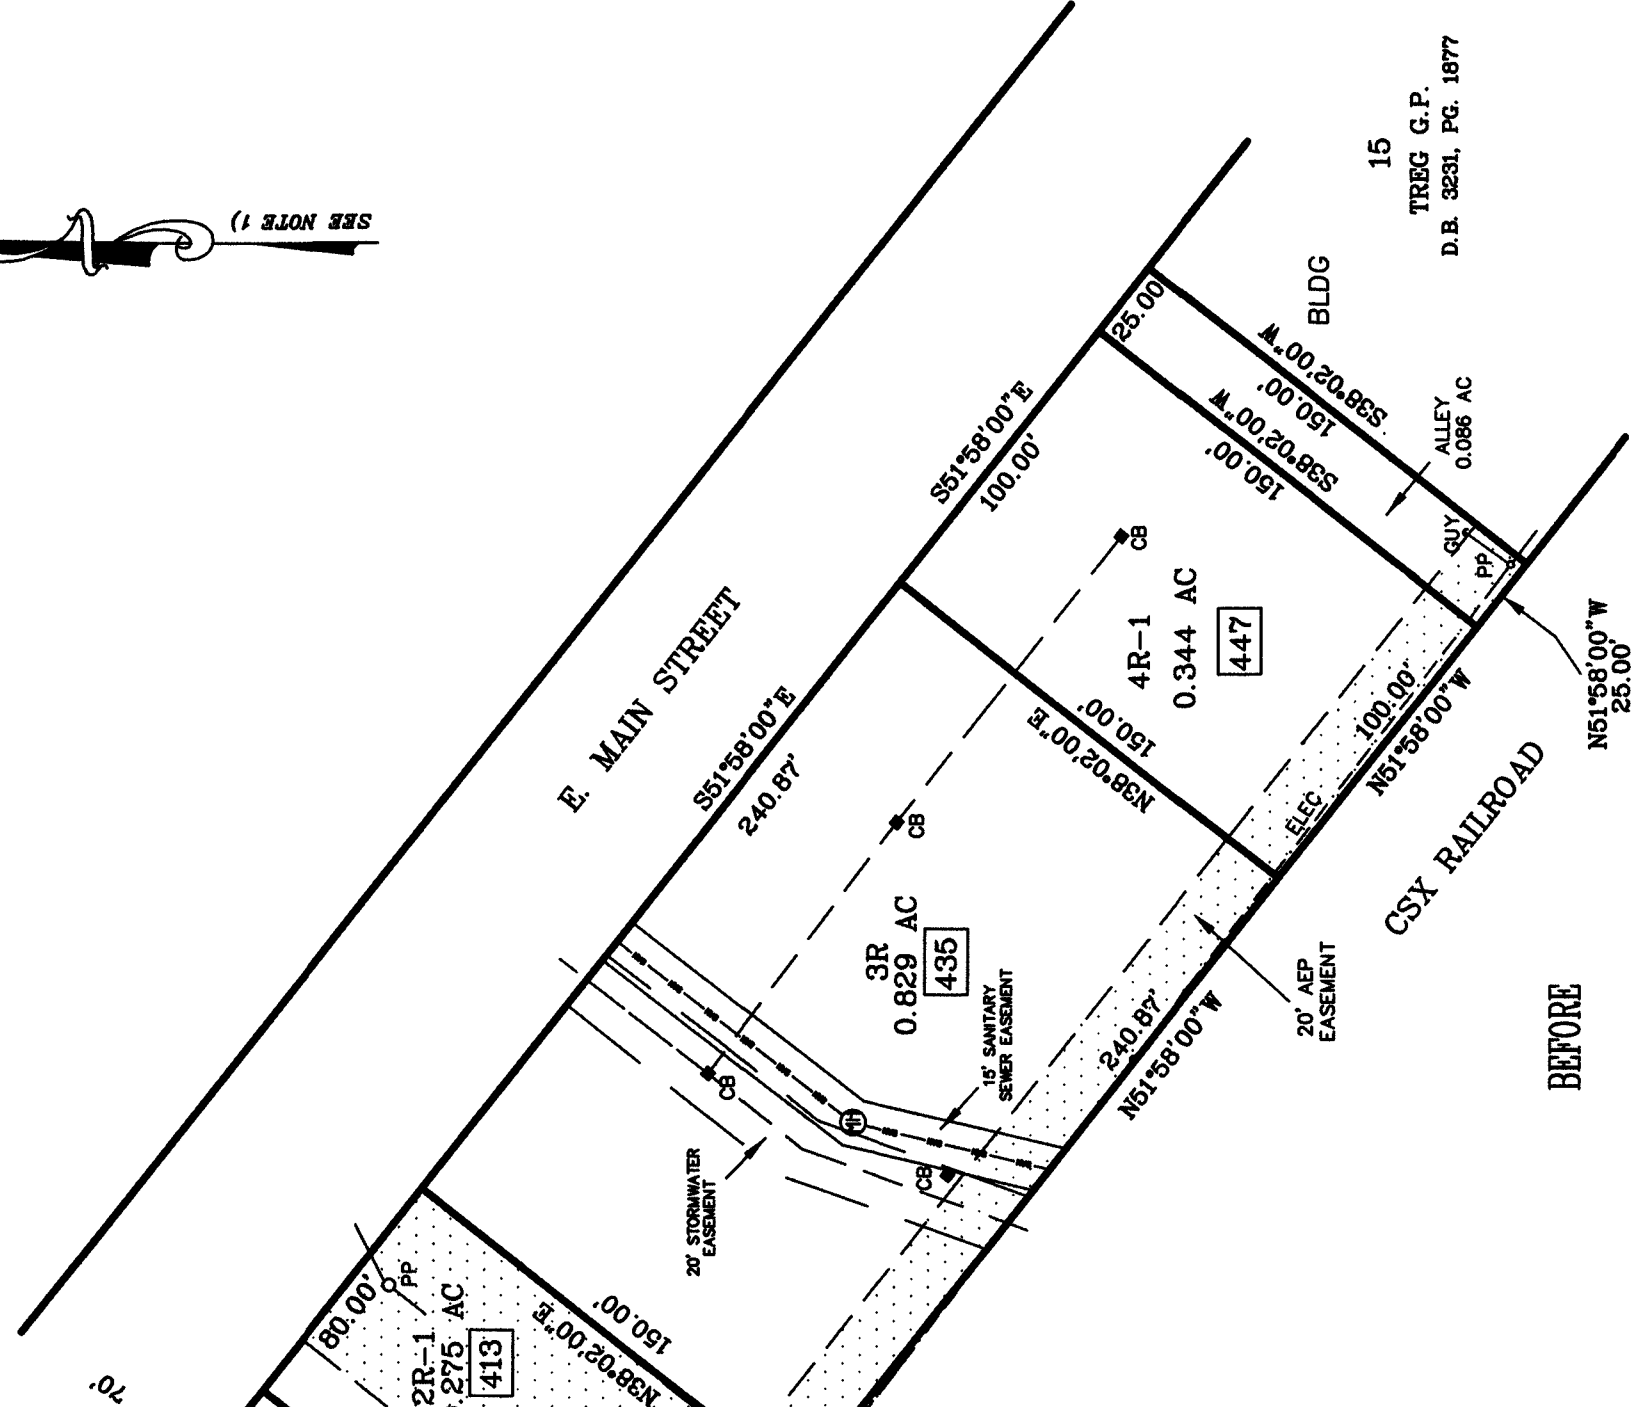 SEE NOTE 1)
15
TREG G.P.
D.B. 3231, PG. 1877
BLDG
25.00
S38°02'00"W
150.00'
S38°02'00"W
150.00'
ALLEY
0.086 AC
S51°58'00"E
100.00'
CB
GUY
PP
4R-1
0.344 AC
447
N38°02'00"E
150.00'
100.00'
N51°58'00"W
ELEC
N51°58'00"W
25.00'
E. MAIN STREET
S51°58'00"E
240.87'
CB
3R
0.829 AC
435
CSX RAILROAD
15' SANITARY
SEWER EASEMENT
20' AEP
EASEMENT
240.87'
N51°58'00"W
BEFORE
CB
MH
CB
20' STORMWATER
EASEMENT
80.00'
PP
2R-1
.275 AC
413
N38°02'00"E
150.00'
70'